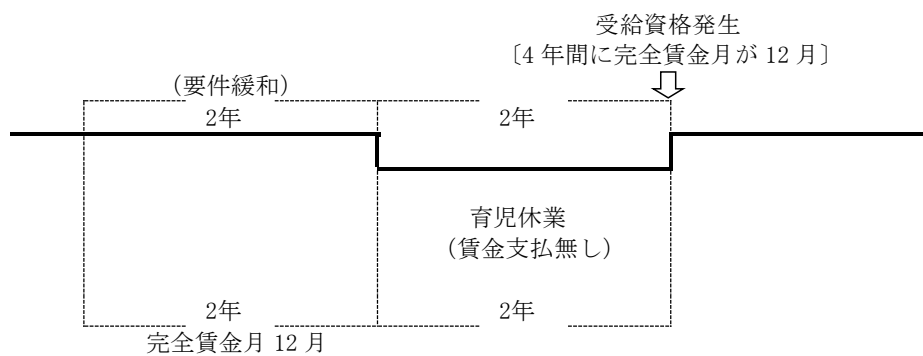 受給資格発生
〔4年間に完全賃金月が12月〕
(要件緩和)
2年
2年
育児休業
(賃金支払無し)
2年
2年
完全賃金月12月